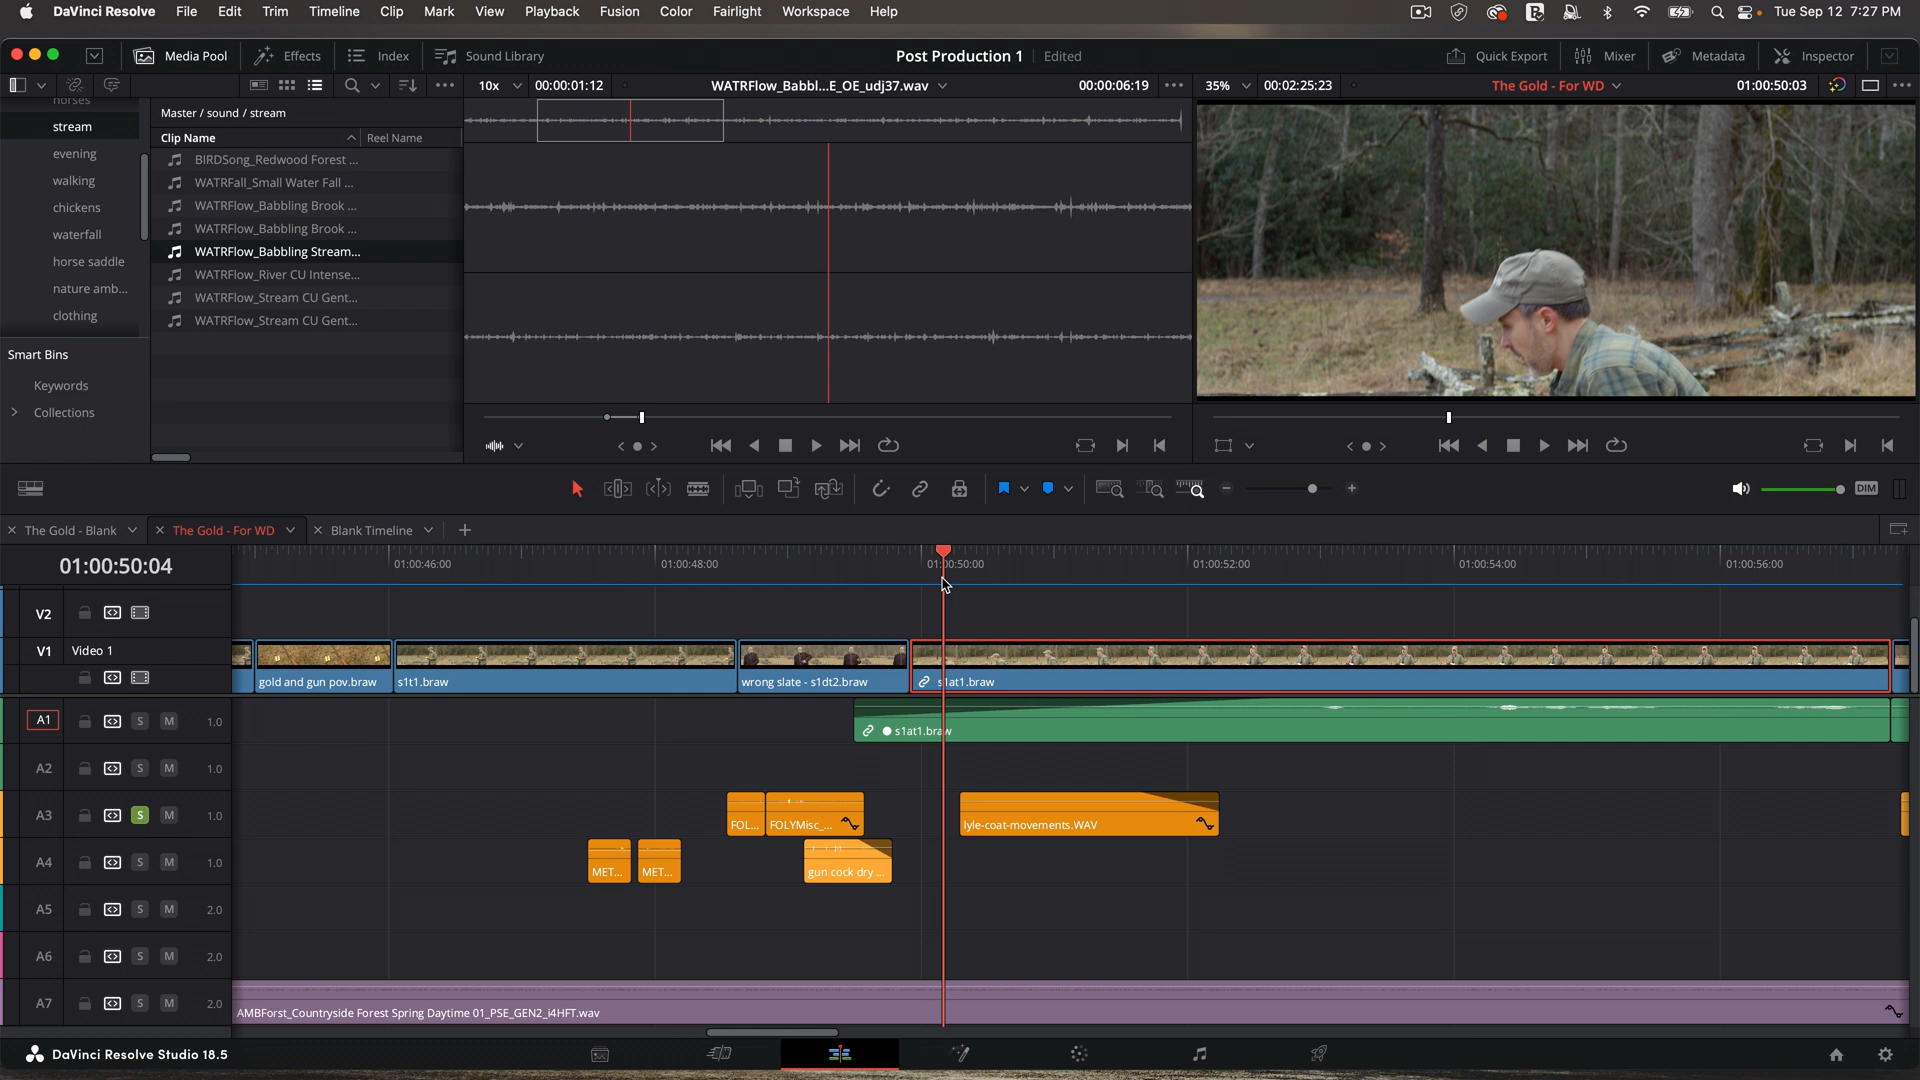 DaVinci Resolve File Edit Trim Timeline Clip Mark View Playback Fusion Color Fairlight Workspace Help Tue Sep 12 7:27 PM
Media Pool Effects Index Sound Library Post Production 1 Edited Quick Export Mixer Metadata Inspector
10x 00:00:01:12 WATRFlow_Babbl...E_OE_udj37.wav 00:00:06:19 35% 00:02:25:23 The Gold - For WD 01:00:50:03
horses
stream
evening
walking
chickens
waterfall
horse saddle
nature amb...
clothing
Smart Bins
Keywords
Collections
Master / sound / stream
Clip Name Reel Name
BIRDSong_Redwood Forest ...
WATRFall_Small Water Fall ...
WATRFlow_Babbling Brook ...
WATRFlow_Babbling Brook ...
WATRFlow_Babbling Stream...
WATRFlow_River CU Intense...
WATRFlow_Stream CU Gent...
WATRFlow_Stream CU Gent...
DIM
The Gold - Blank The Gold - For WD Blank Timeline
01:00:50:04 01:00:46:00 01:00:48:00 01:00:50:00 01:00:52:00 01:00:54:00 01:00:56:00
V2
V1 Video 1
gold and gun pov.braw s1t1.braw wrong slate - s1dt2.braw s1at1.braw
A1 S M 1.0
s1at1.braw
A2 S M 1.0
A3 S M 1.0
FOL... FOLYMisc_... lyle-coat-movements.WAV
A4 S M 1.0
MET... MET... gun cock dry ...
A5 S M 2.0
A6 S M 2.0
A7 S M 2.0
AMBForst_Countryside Forest Spring Daytime 01_PSE_GEN2_i4HFT.wav
DaVinci Resolve Studio 18.5